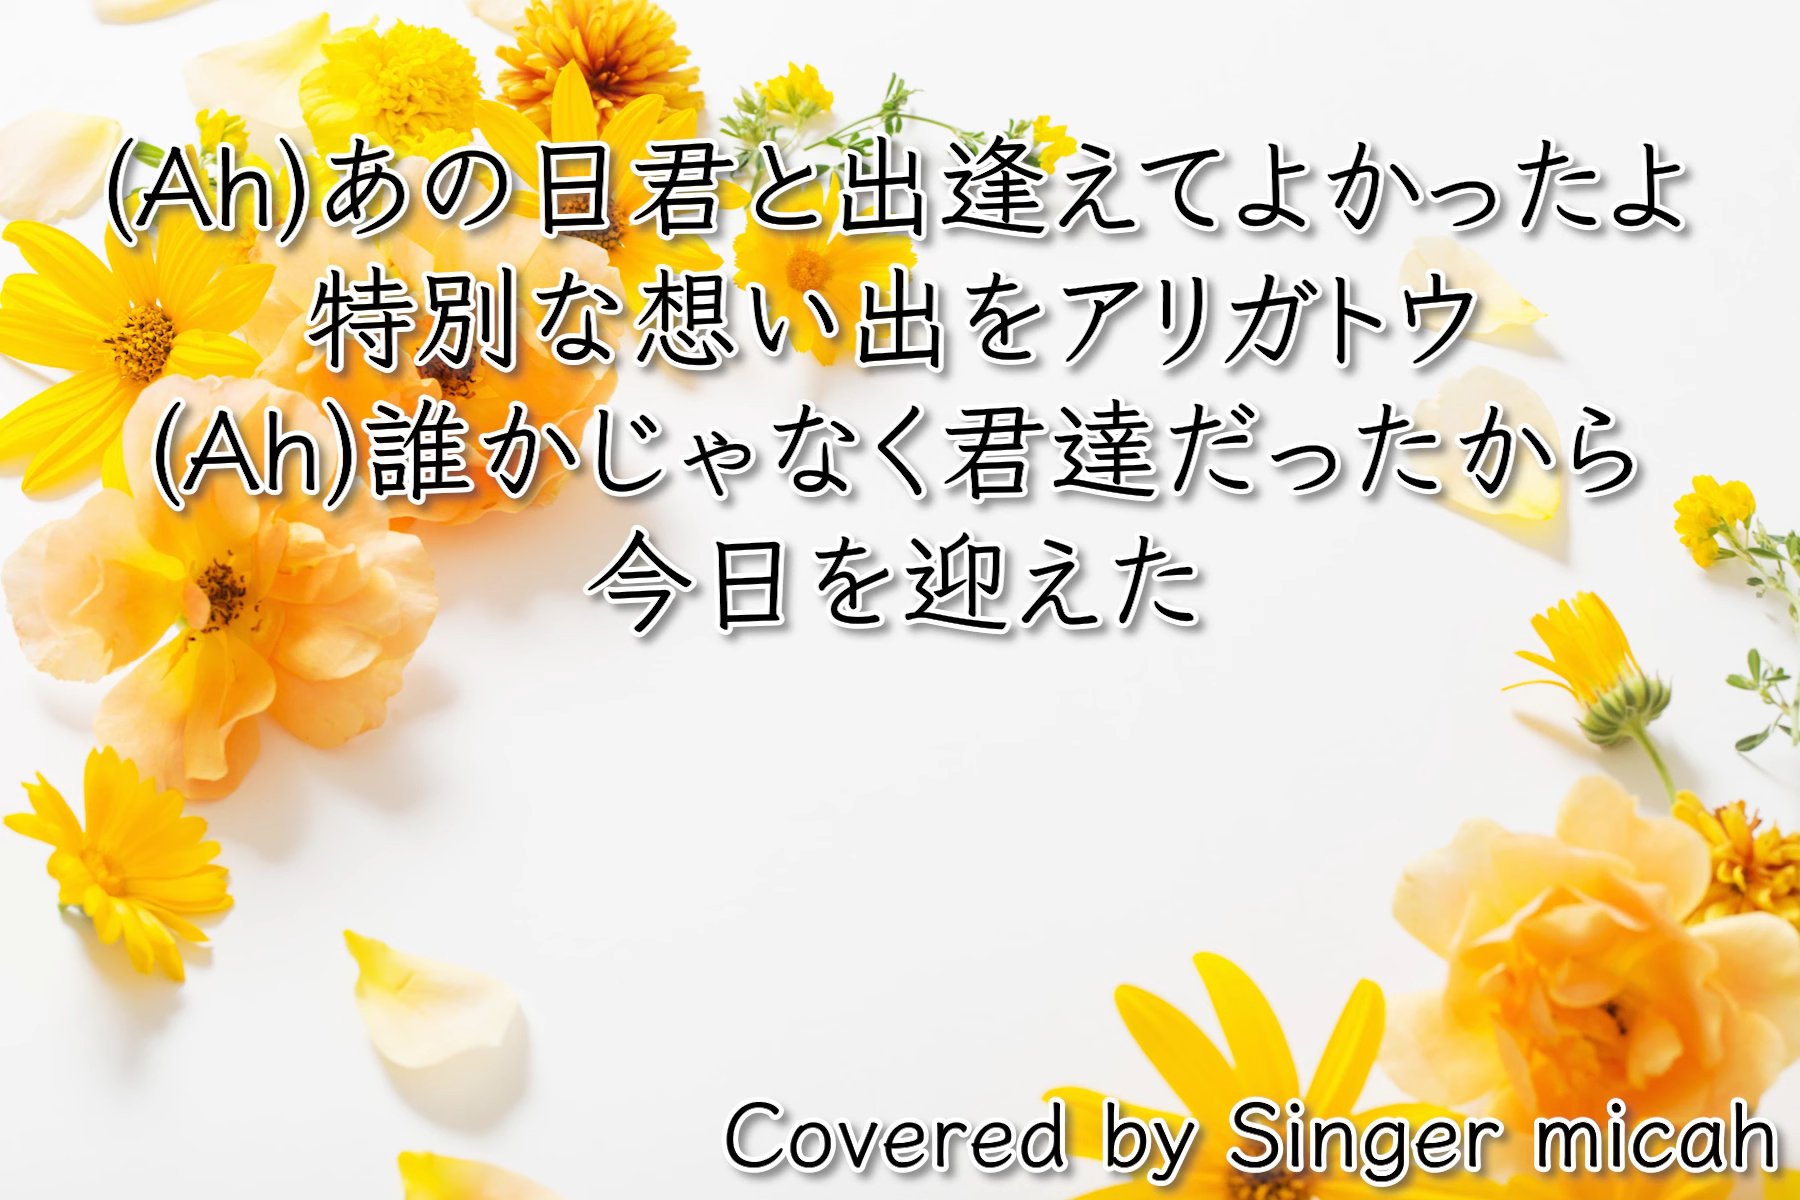 (Ah)あの日君と出逢えてよかったよ
特別な想い出をアリガトウ
(Ah)誰かじゃなく君達だったから
今日を迎えた
Covered by Singer micah